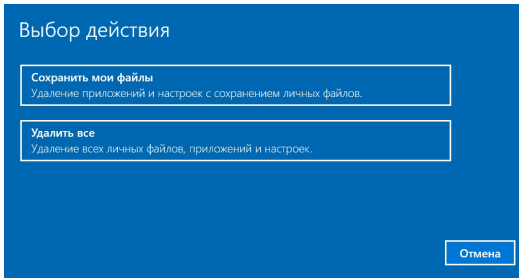 Выбор действия
Сохранить мои файлы
Удаление приложений и настроек с сохранением личных файлов.
Удалить все
Удаление всех личных файлов, приложений и настроек.
Отмена